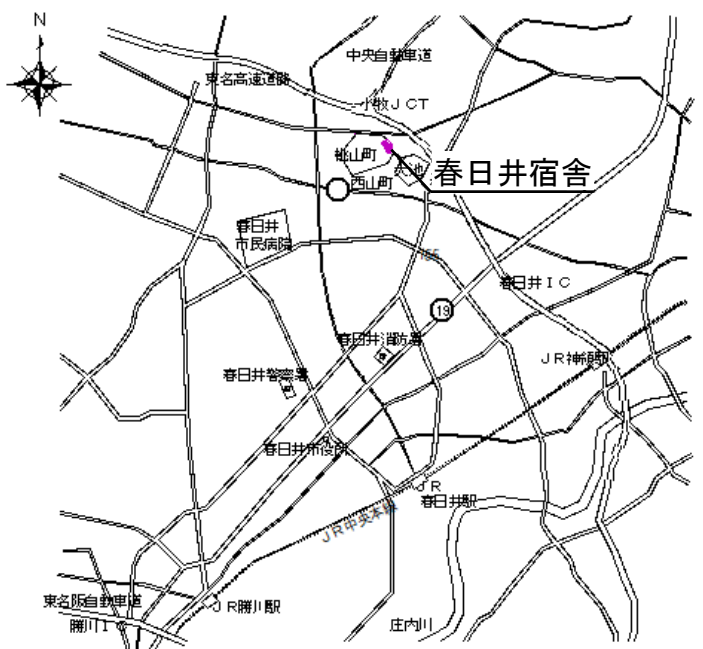 N
中央自動車道
東名高速道路
小牧JCT
桃山町
大池
春日井宿舎
西山町
春日井
市民病院
155
春日井IC
19
春日井消防署
JR神領駅
春日井警察署
春日井市役所
JR
春日井駅
JR中央本線
東名阪自動車道
JR勝川駅
勝川I
庄内川